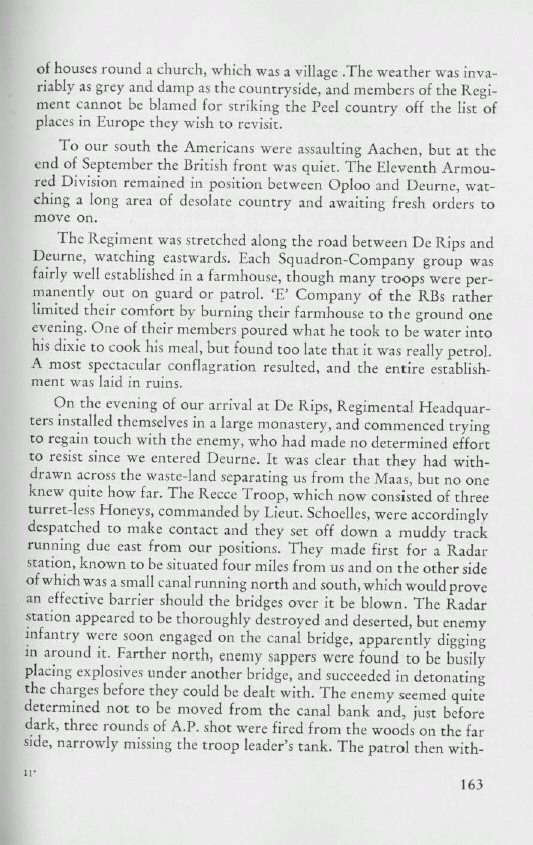 of houses round a church, which was a village .The weather was inva-
riably as grey and damp as the countryside, and members of the Regi-
ment cannot be blamed for striking the Peel country off the list of
places in Europe they wish to revisit.
To our south the Americans were assaulting Aachen, but at the
end of September the British front was quiet. The Eleventh Armou-
red Division remained in position between Oploo and Deurne, wat-
ching a long area of desolate country and awaiting fresh orders to
move on.
The Regiment was stretched along the road between De Rips and
Deurne, watching eastwards. Each Squadron-Company group was
fairly well established in a farmhouse, though many troops were per-
manently out on guard or patrol. ‘E’ Company of the RBs rather
limited their comfort by burning their farmhouse to the ground one
evening. One of their members poured what he took to be water into
his dixie to cook his meal, but found too late that it was really petrol.
A most spectacular conflagration resulted, and the entire establish-
ment was laid in ruins.
On the evening of our arrival at De Rips, Regimental Headquar-
ters installed themselves in a large monastery, and commenced trying
to regain touch with the enemy, who had made no determined effort
to resist since we entered Deurne. It was clear that they had with-
drawn across the waste-land separating us from the Maas, but no one
knew quite how far. The Recce Troop, which now consisted of three
turret-less Honeys, commanded by Lieut. Schoelles, were accordingly
despatched to make contact and they set off down a muddy track
running due east from our positions. They made first for a Radar
station, known to be situated four miles from us and on the other side
of which was a small canal running north and south, which would prove
an effective barrier should the bridges over it be blown. The Radar
station appeared to be thoroughly destroyed and deserted, but enemy
infantry were soon engaged on the canal bridge, apparently digging
in around it. Farther north, enemy sappers were found to be busily
placing explosives under another bridge, and succeeded in detonating
the charges before they could be dealt with. The enemy seemed quite
determined not to be moved from the canal bank and, just before
dark, three rounds of A.P. shot were fired from the woods on the far
side, narrowly missing the troop leader's tank. The patrol then with-
11*
163